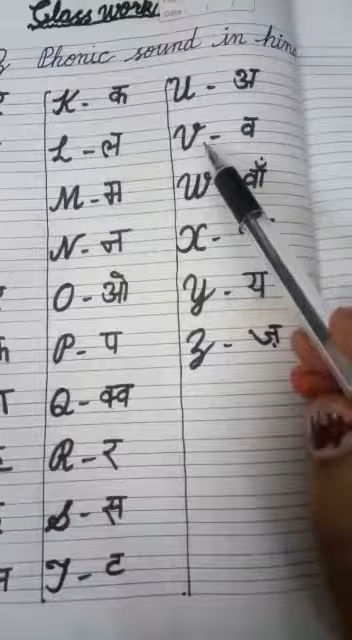 Class work
Phonic sound in hin
K - क
L - ल
M - म
N - न
O - ओ
P - प
Q - क्व
R - र
S - स
T - ट
U - अ
V - व
W वॉ
X -
Y - य
Z - ज़